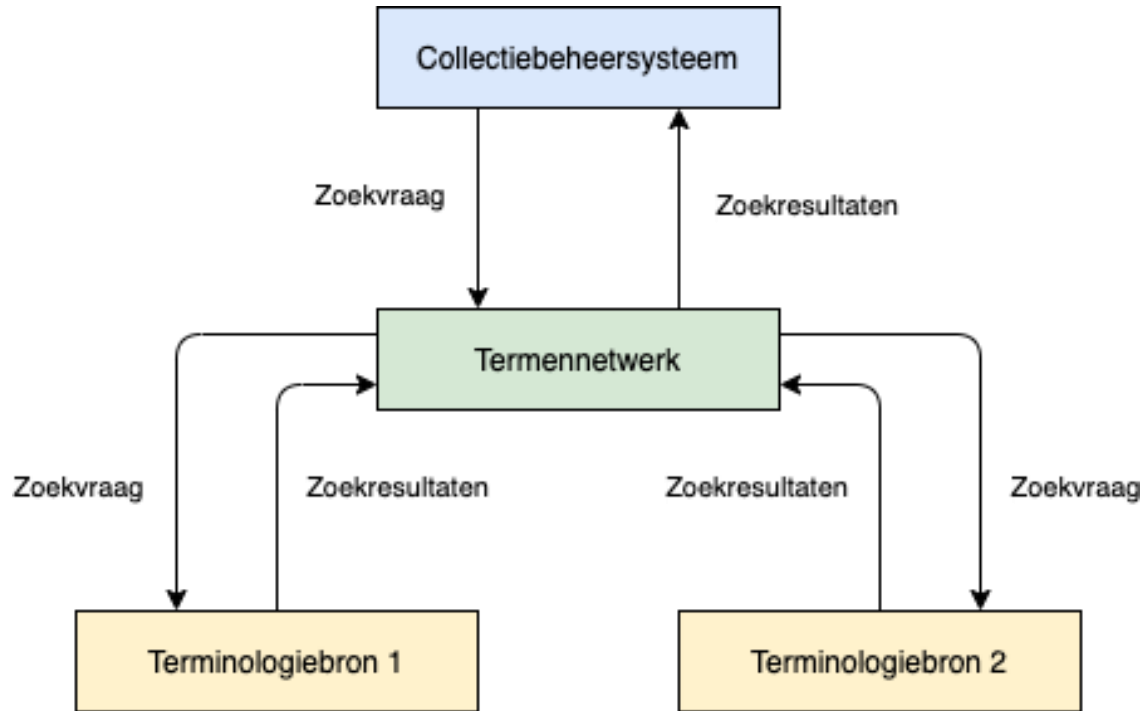 Collectiebeheersysteem
Zoekvraag
Zoekresultaten
Termennetwerk
Zoekvraag
Zoekresultaten
Zoekresultaten
Zoekvraag
Terminologiebron 1
Terminologiebron 2